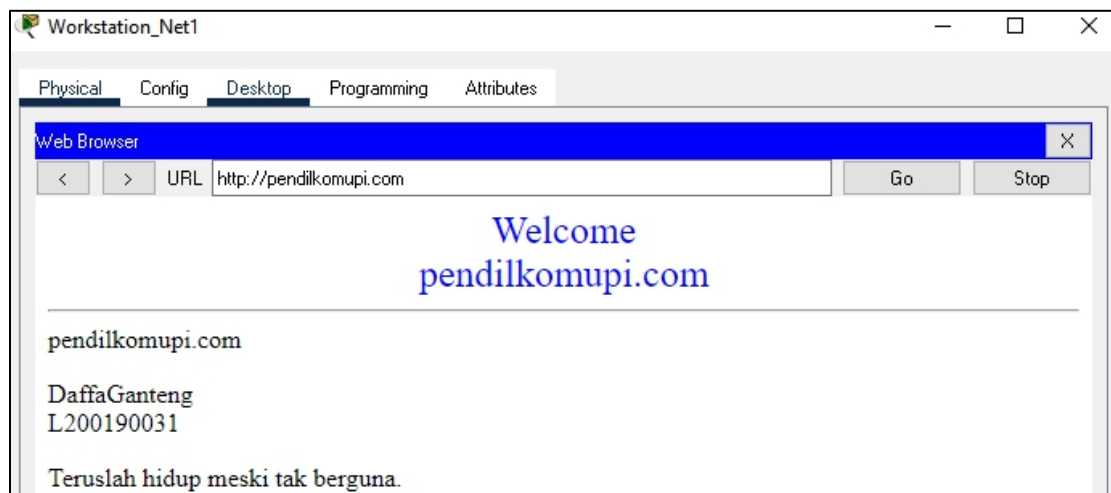 Workstation_Net1
Physical Config Desktop Programming Attributes
Web Browser X
< > URL http://pendilkomupi.com Go Stop
Welcome
pendilkomupi.com
pendilkomupi.com
DaffaGanteng
L200190031
Teruslah hidup meski tak berguna.